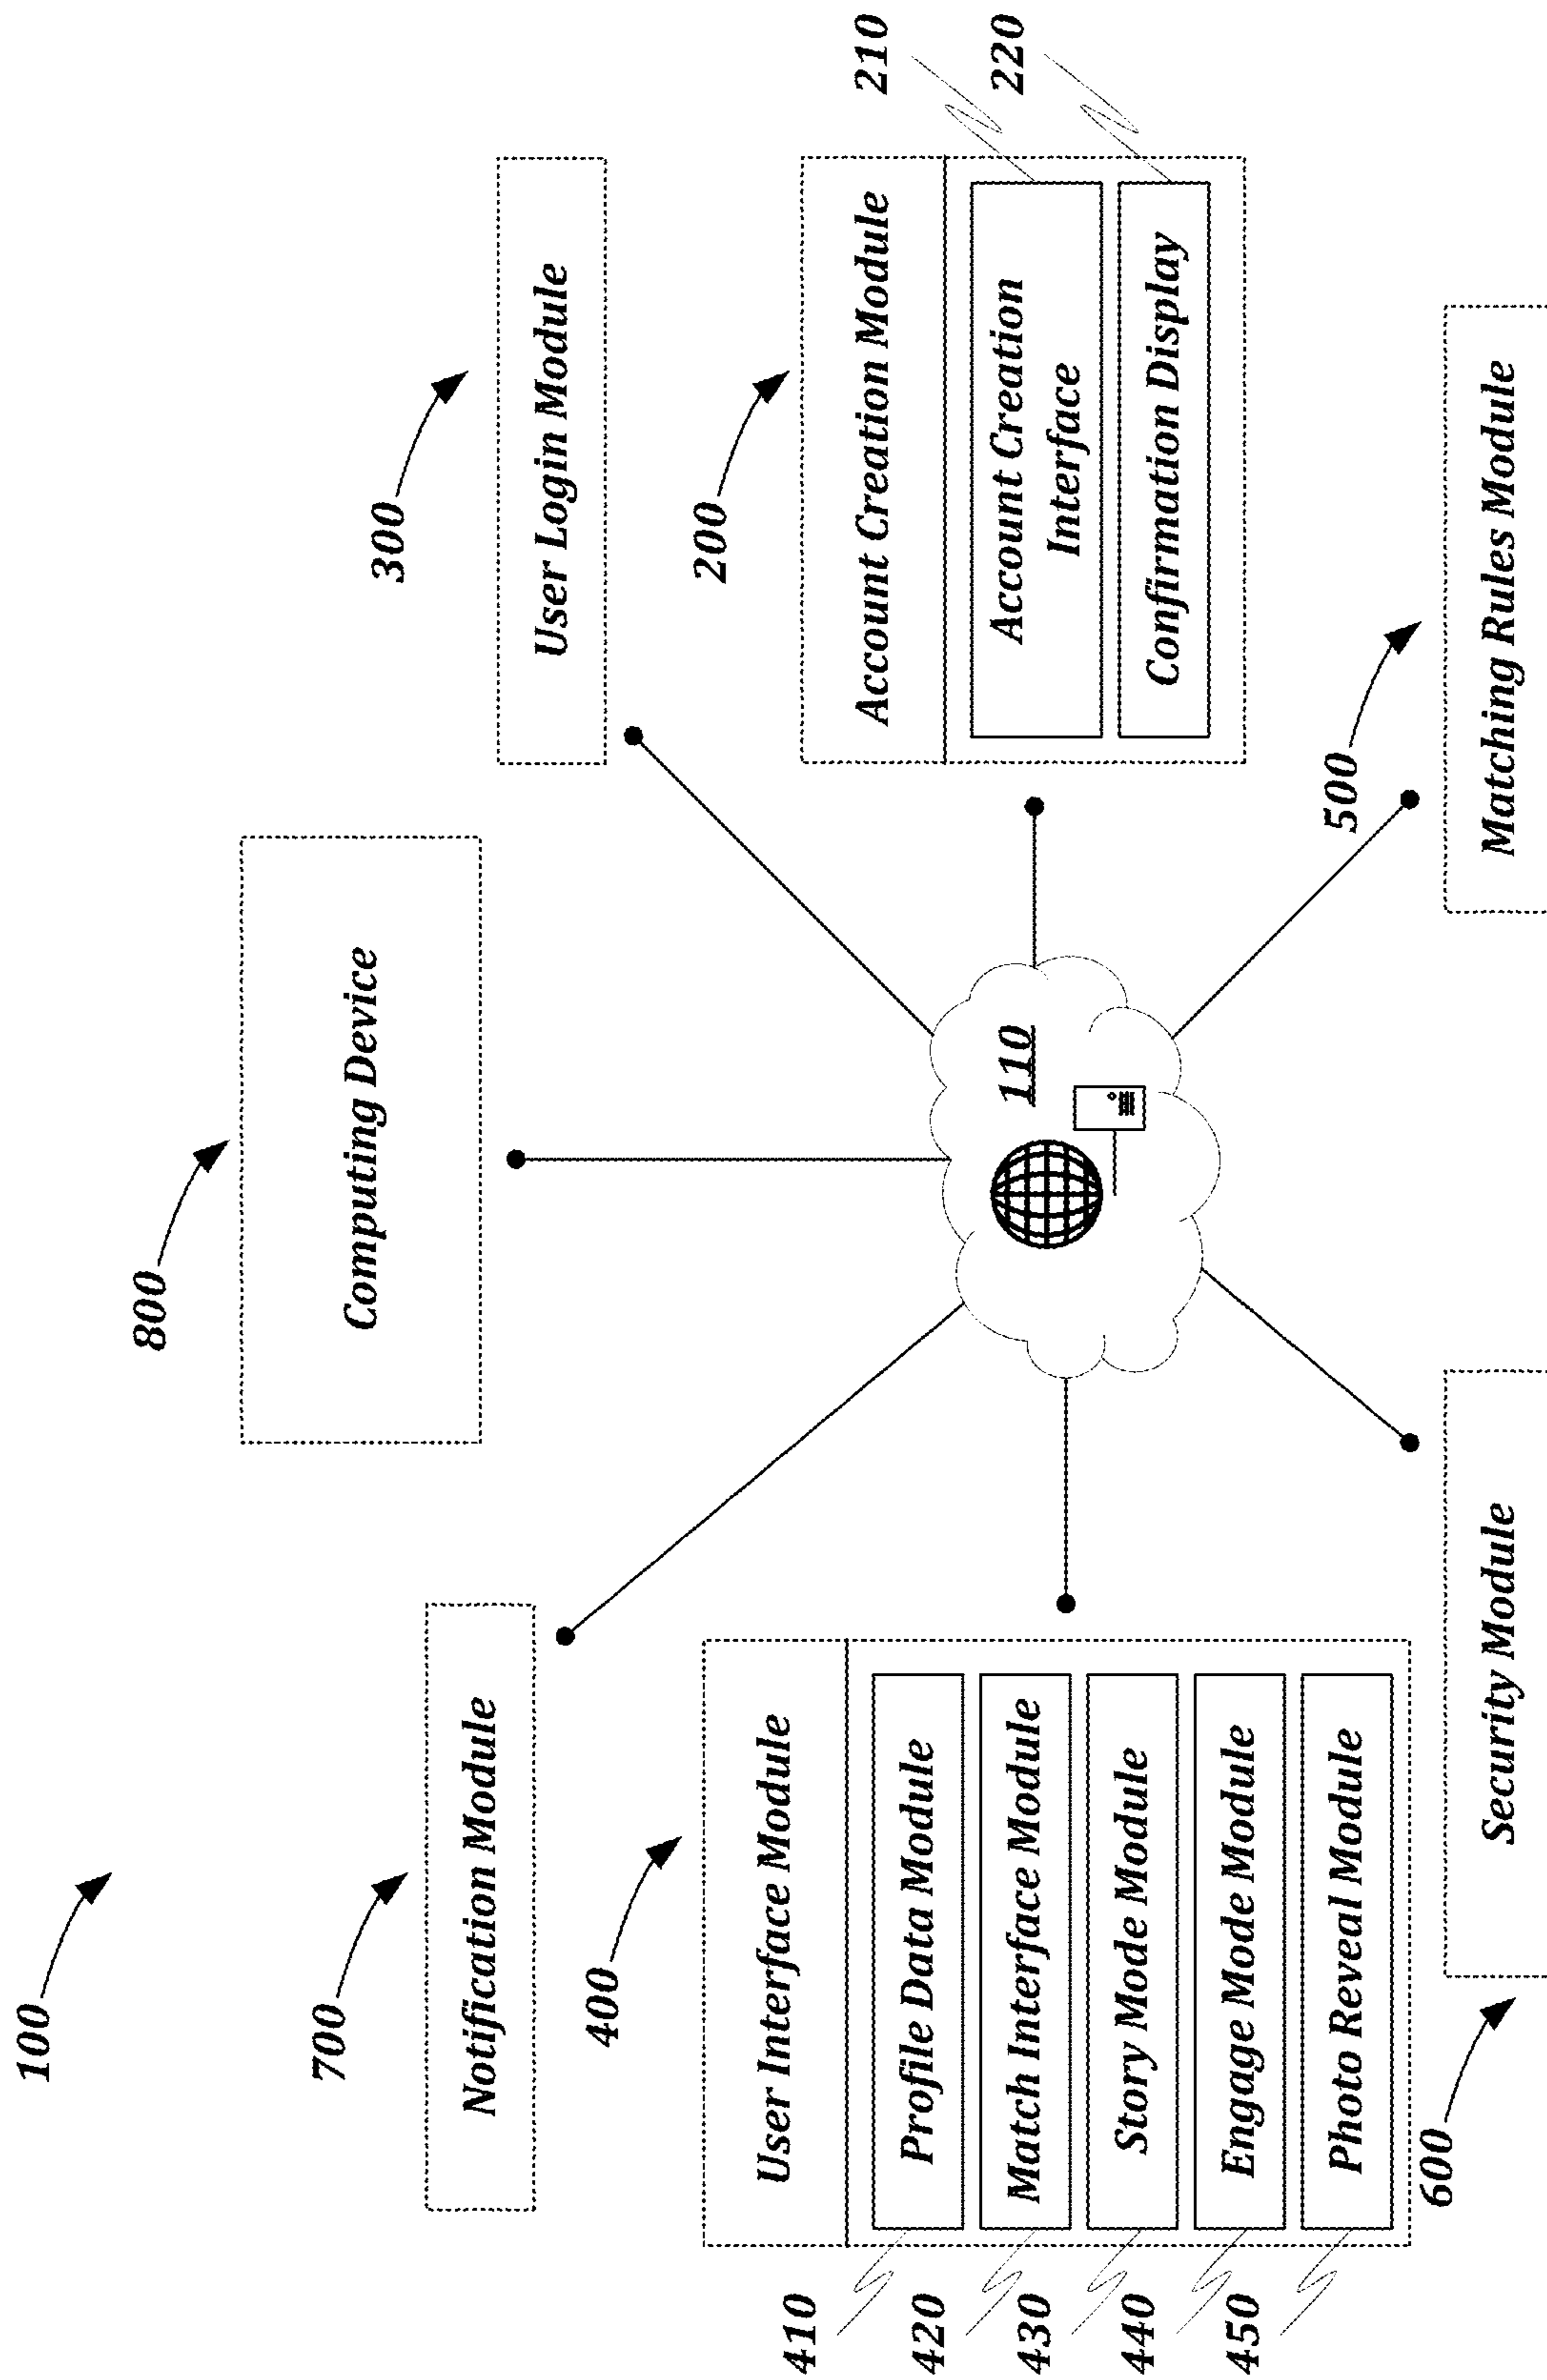 100
800
Computing Device
700
Notification Module
300
User Login Module
400
User Interface Module
410
Profile Data Module
420
Match Interface Module
430
Story Mode Module
440
Engage Mode Module
450
Photo Reveal Module
110
200
Account Creation Module
210
Account Creation
Interface
220
Confirmation Display
600
Security Module
500
Matching Rules Module